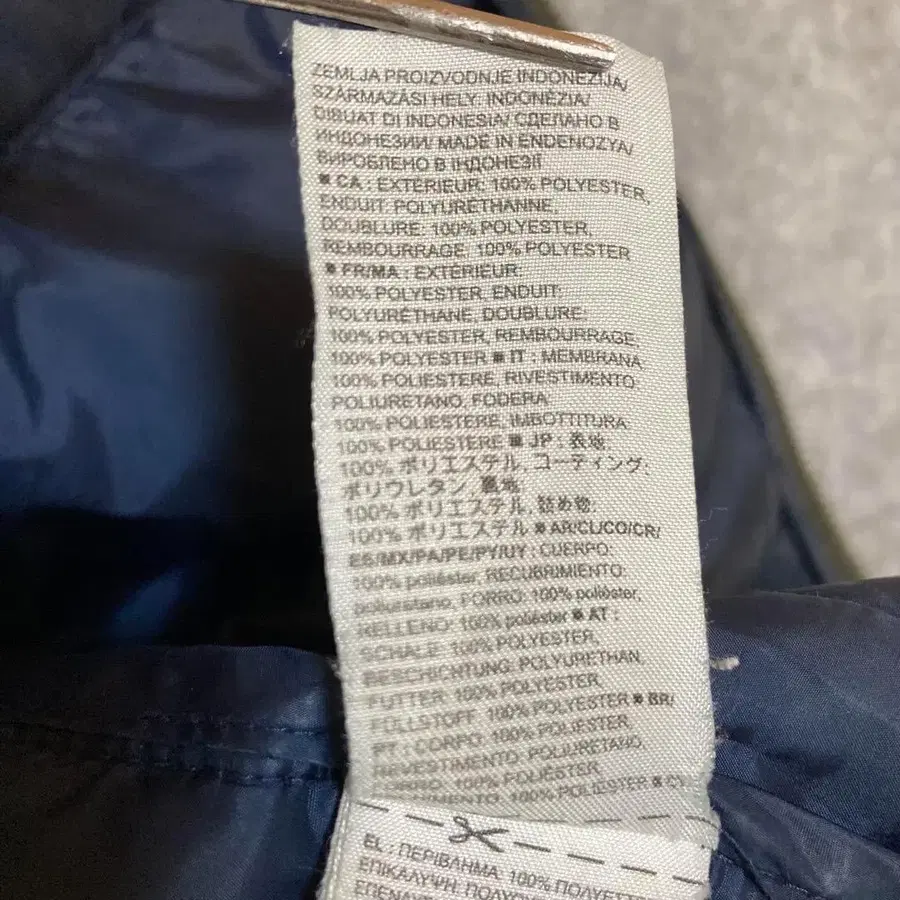 ZEMLJA PROIZVODNJE INDONEZIJA/
SZÁRMAZÁSI HELY: INDONÉZIA/
DIBUAT DI INDONESIA/ СДЕЛАНО В
ИНДОНЕЗИИ/ MADE IN ENDENOZYA/
ВИРОБЛЕНО В ІНДОНЕЗІЇ
■ CA : EXTÉRIEUR: 100% POLYESTER,
ENDUIT: POLYURÉTHANNE,
DOUBLURE: 100% POLYESTER,
REMBOURRAGE: 100% POLYESTER
■ FR/MA : EXTÉRIEUR:
100% POLYESTER, ENDUIT:
POLYURÉTHANE, DOUBLURE:
100% POLYESTER, REMBOURRAGE:
100% POLYESTER ■ IT : MEMBRANA:
100% POLIESTERE, RIVESTIMENTO:
POLIURETANO, FODERA:
100% POLIESTERE, IMBOTTITURA:
100% POLIESTERE ■ JP : 表地:
100% ポリエステル, コーティング:
ポリウレタン, 裏地:
100% ポリエステル, 詰め物:
100% ポリエステル ■ AR/CL/CO/CR/
ES/MX/PA/PE/PY/UY : CUERPO:
100% poliéster, RECUBRIMIENTO:
poliuretano, FORRO: 100% poliéster,
RELLENO: 100% poliéster ■ AT :
SCHALE: 100% POLYESTER,
BESCHICHTUNG: POLYURETHAN,
FUTTER: 100% POLYESTER,
FÜLLSTOFF: 100% POLYESTER ■ BR/
PT : CORPO: 100% POLIÉSTER,
REVESTIMENTO: POLIURETANO,
FORRO: 100% POLIÉSTER,
100% POLIÉSTER ■
EL : ΠΕΡΙΒΛΗΜΑ: 100%
ΕΠΙΚΑΛΥΨΗ: